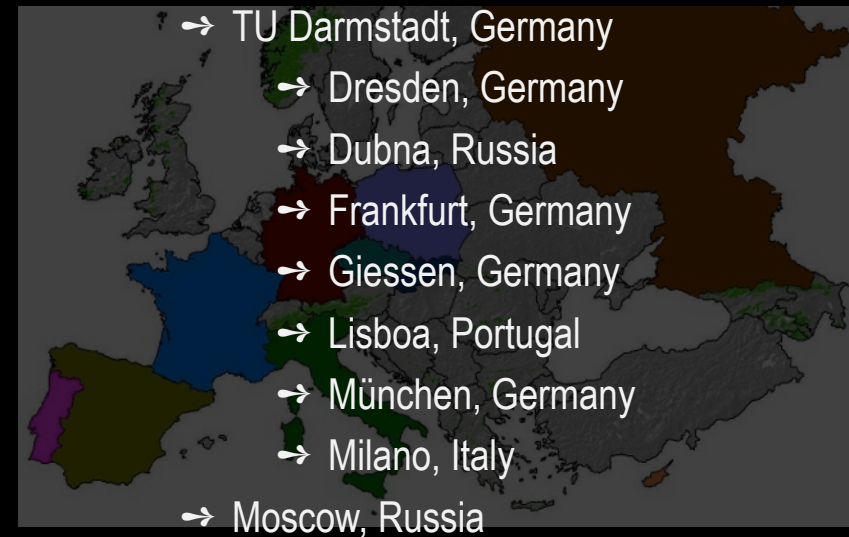 ➺ TU Darmstadt, Germany
➺ Dresden, Germany
➺ Dubna, Russia
➺ Frankfurt, Germany
➺ Giessen, Germany
➺ Lisboa, Portugal
➺ München, Germany
➺ Milano, Italy
➺ Moscow, Russia